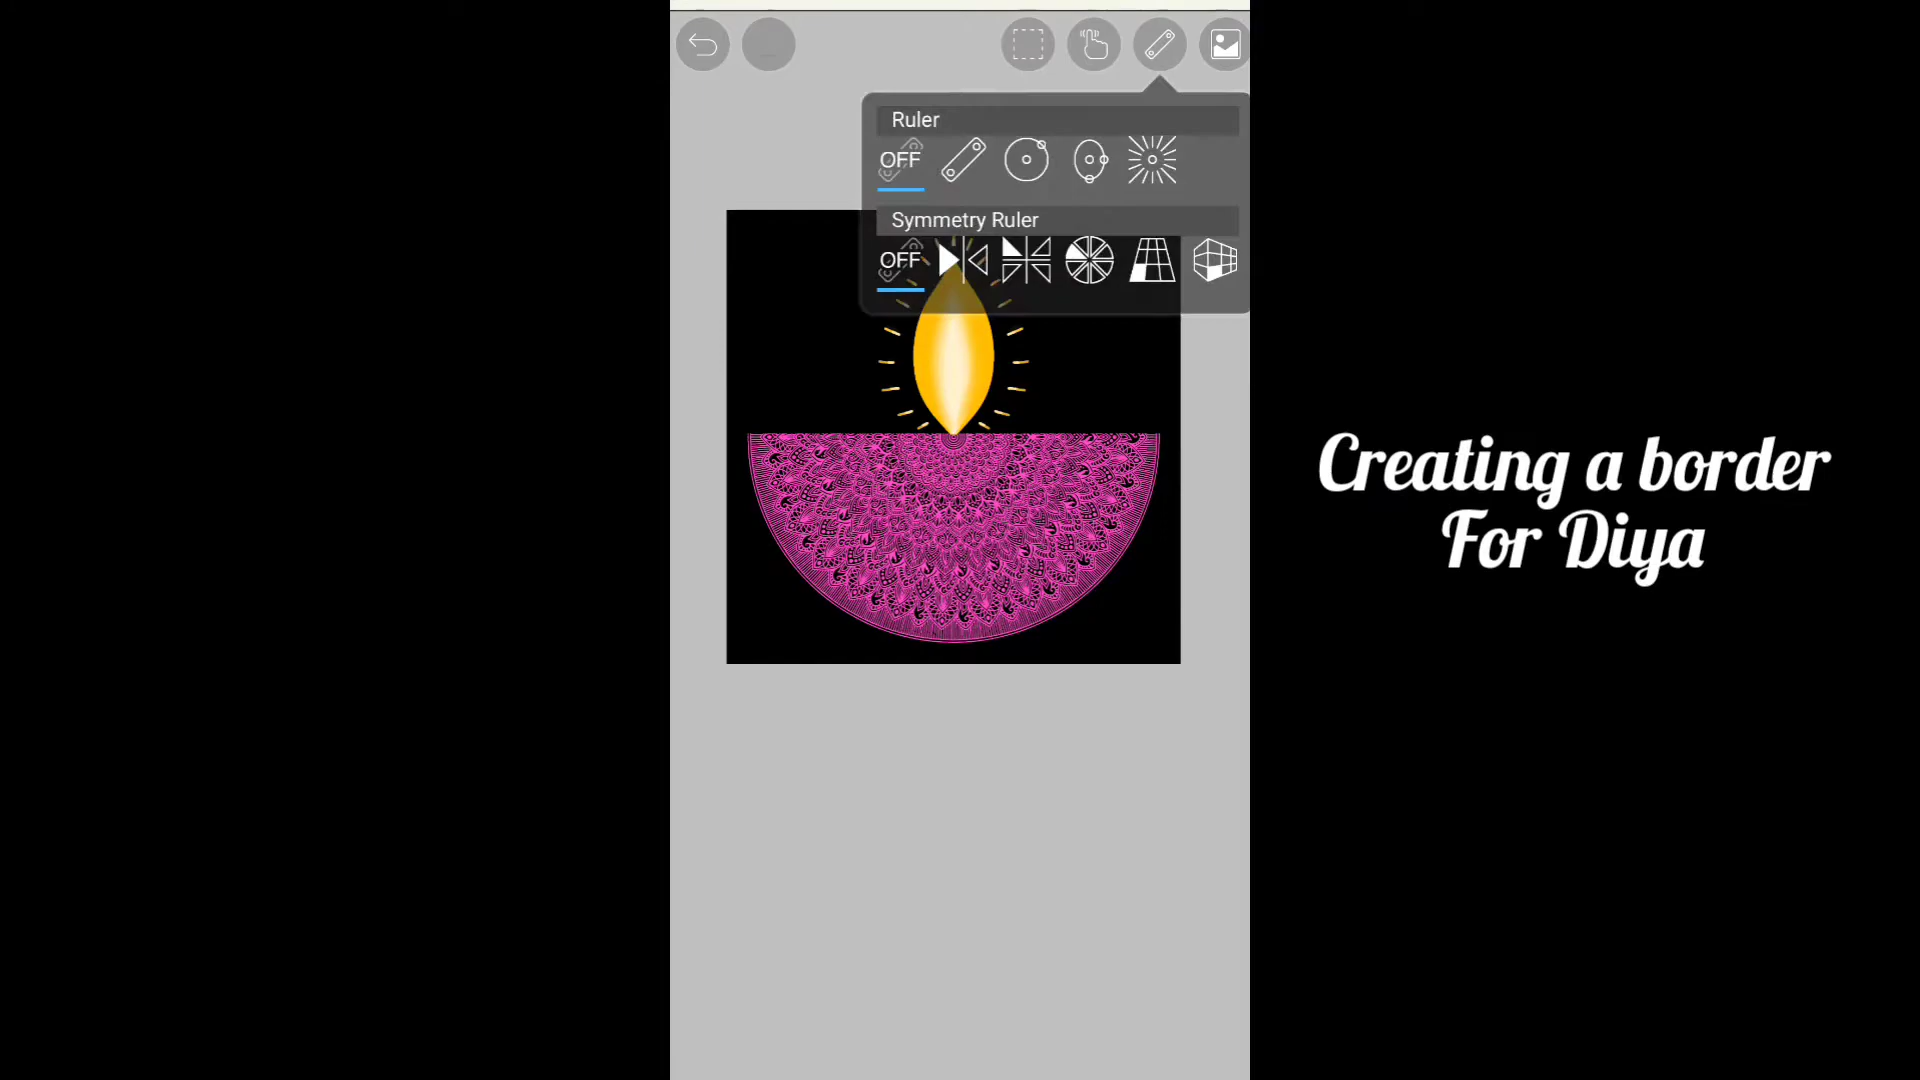 Ruler
OFF
Symmetry Ruler
OFF
Creating a border
For Diya